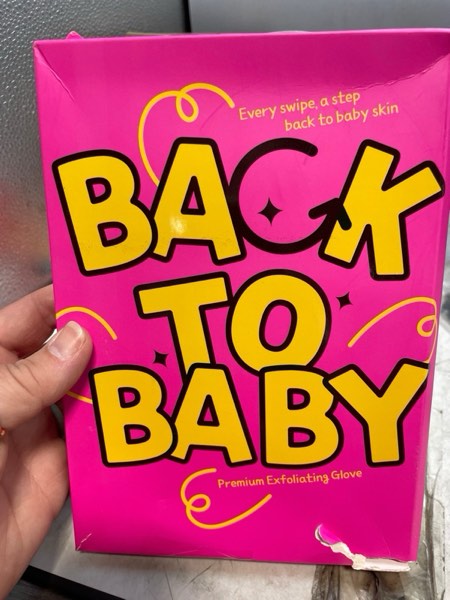 Every swipe, a step
back to baby skin
BACK
TO
BABY
Premium Exfoliating Glove